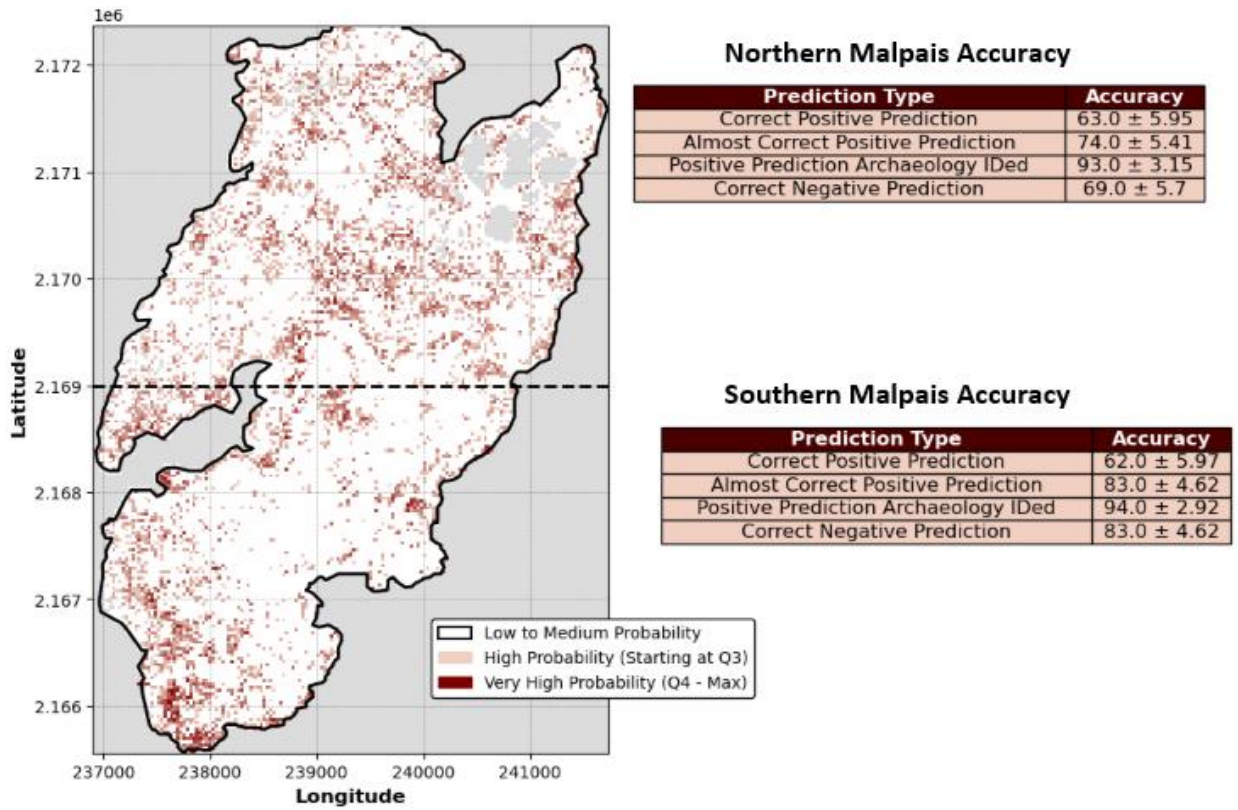 1e6
2.172
2.171
2.170
2.169
2.168
2.167
2.166
Latitude
237000 238000 239000 240000 241000
Longitude
Low to Medium Probability
High Probability (Starting at Q3)
Very High Probability (Q4 - Max)
Northern Malpais Accuracy
Prediction Type Accuracy
Correct Positive Prediction 63.0 ± 5.95
Almost Correct Positive Prediction 74.0 ± 5.41
Positive Prediction Archaeology IDed 93.0 ± 3.15
Correct Negative Prediction 69.0 ± 5.7
Southern Malpais Accuracy
Prediction Type Accuracy
Correct Positive Prediction 62.0 ± 5.97
Almost Correct Positive Prediction 83.0 ± 4.62
Positive Prediction Archaeology IDed 94.0 ± 2.92
Correct Negative Prediction 83.0 ± 4.62